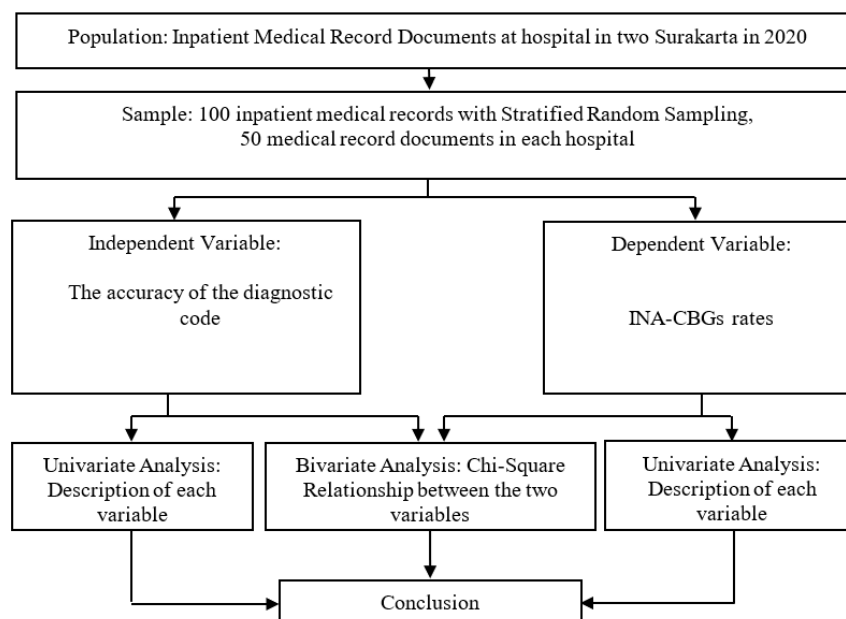 Population: Inpatient Medical Record Documents at hospital in two Surakarta in 2020
Sample: 100 inpatient medical records with Stratified Random Sampling,
50 medical record documents in each hospital
Independent Variable:
The accuracy of the diagnostic
code
Dependent Variable:
INA-CBGs rates
Univariate Analysis:
Description of each
variable
Bivariate Analysis: Chi-Square
Relationship between the two
variables
Univariate Analysis:
Description of each
variable
Conclusion